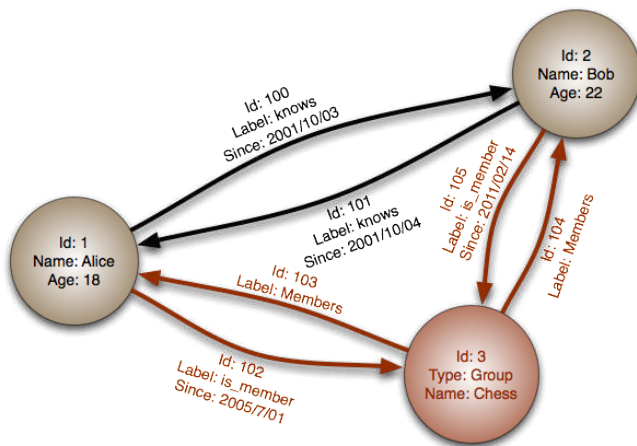 Id: 2
Name: Bob
Age: 22
Id: 100
Label: knows
Since: 2001/10/03
Id: 101
Label: knows
Since: 2001/10/04
Id: 105
Label: is_member
Since: 2011/02/14
Id: 104
Label: Members
Id: 1
Name: Alice
Age: 18
Id: 103
Label: Members
Id: 102
Label: is_member
Since: 2005/7/01
Id: 3
Type: Group
Name: Chess